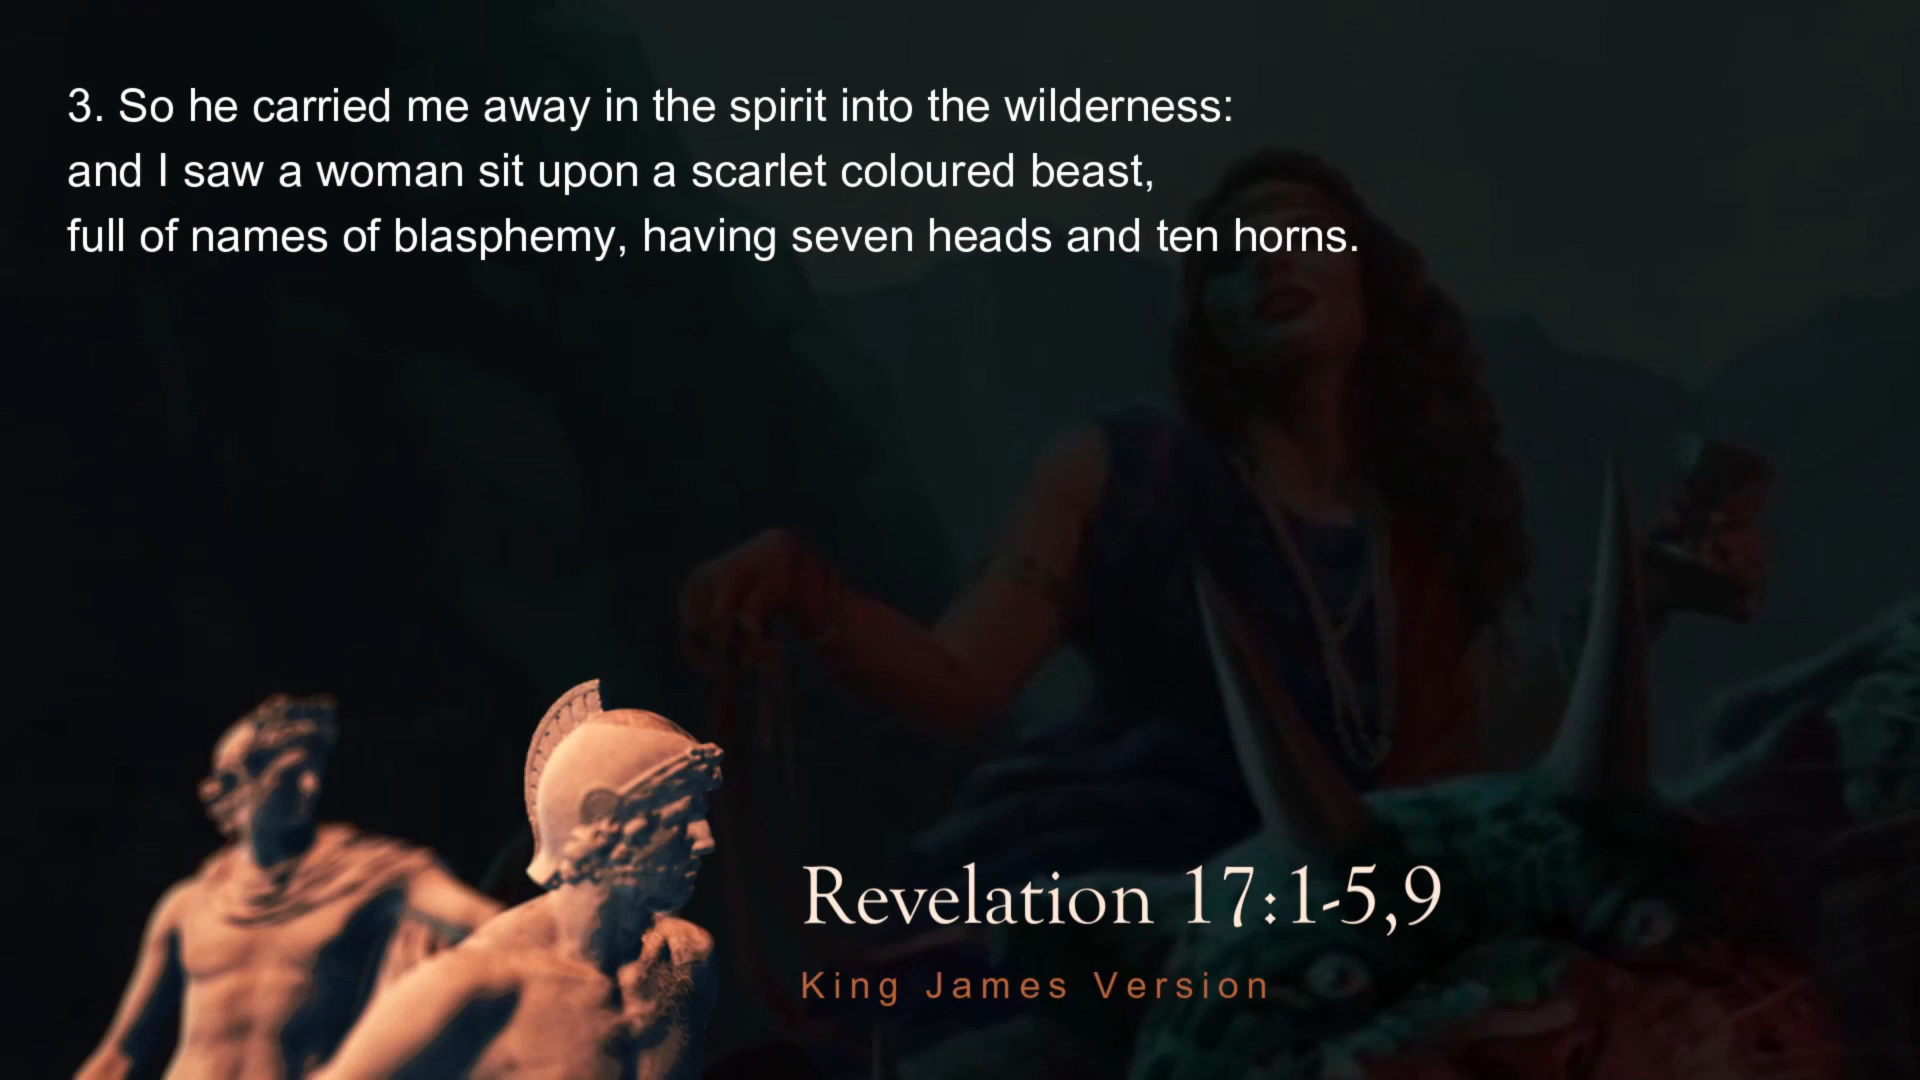 3. So he carried me away in the spirit into the wilderness:
and I saw a woman sit upon a scarlet coloured beast,
full of names of blasphemy, having seven heads and ten horns.
Revelation 17:1-5,9
King James Version